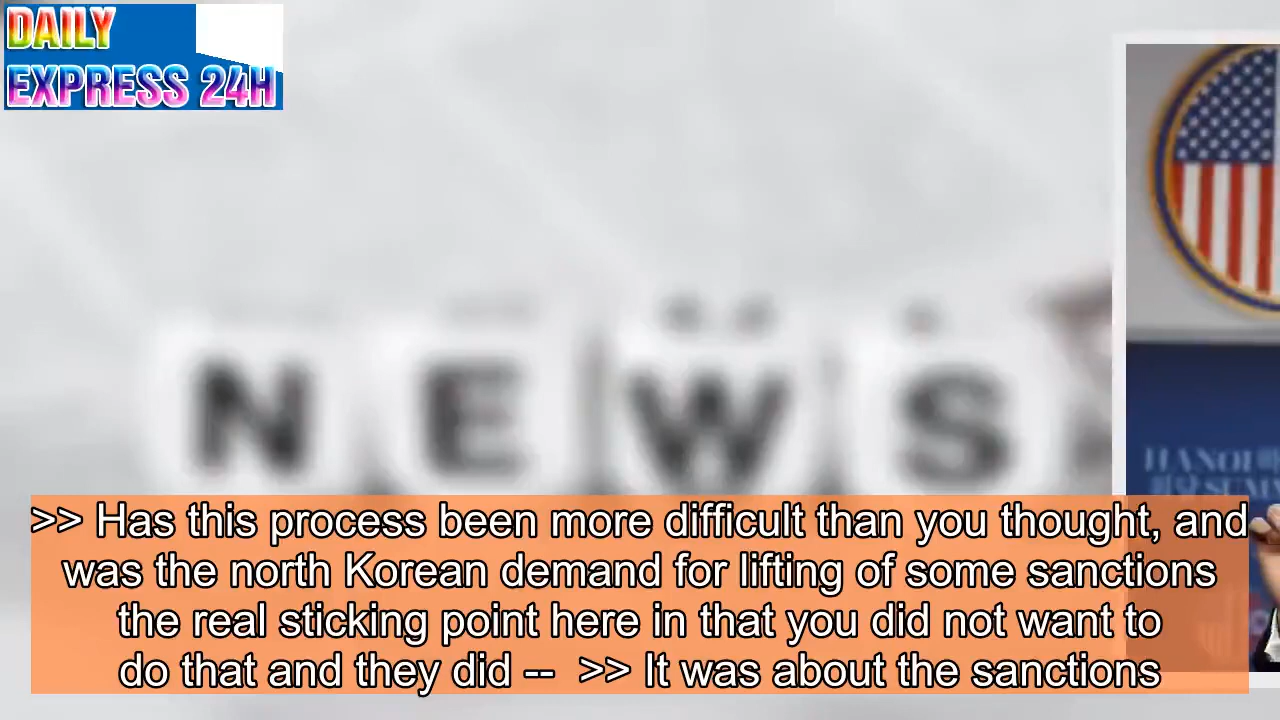 DAILY
EXPRESS 24H
NEWS
HANOI
SUMM
>> Has this process been more difficult than you thought, and
was the north Korean demand for lifting of some sanctions
the real sticking point here in that you did not want to
do that and they did -- >> It was about the sanctions